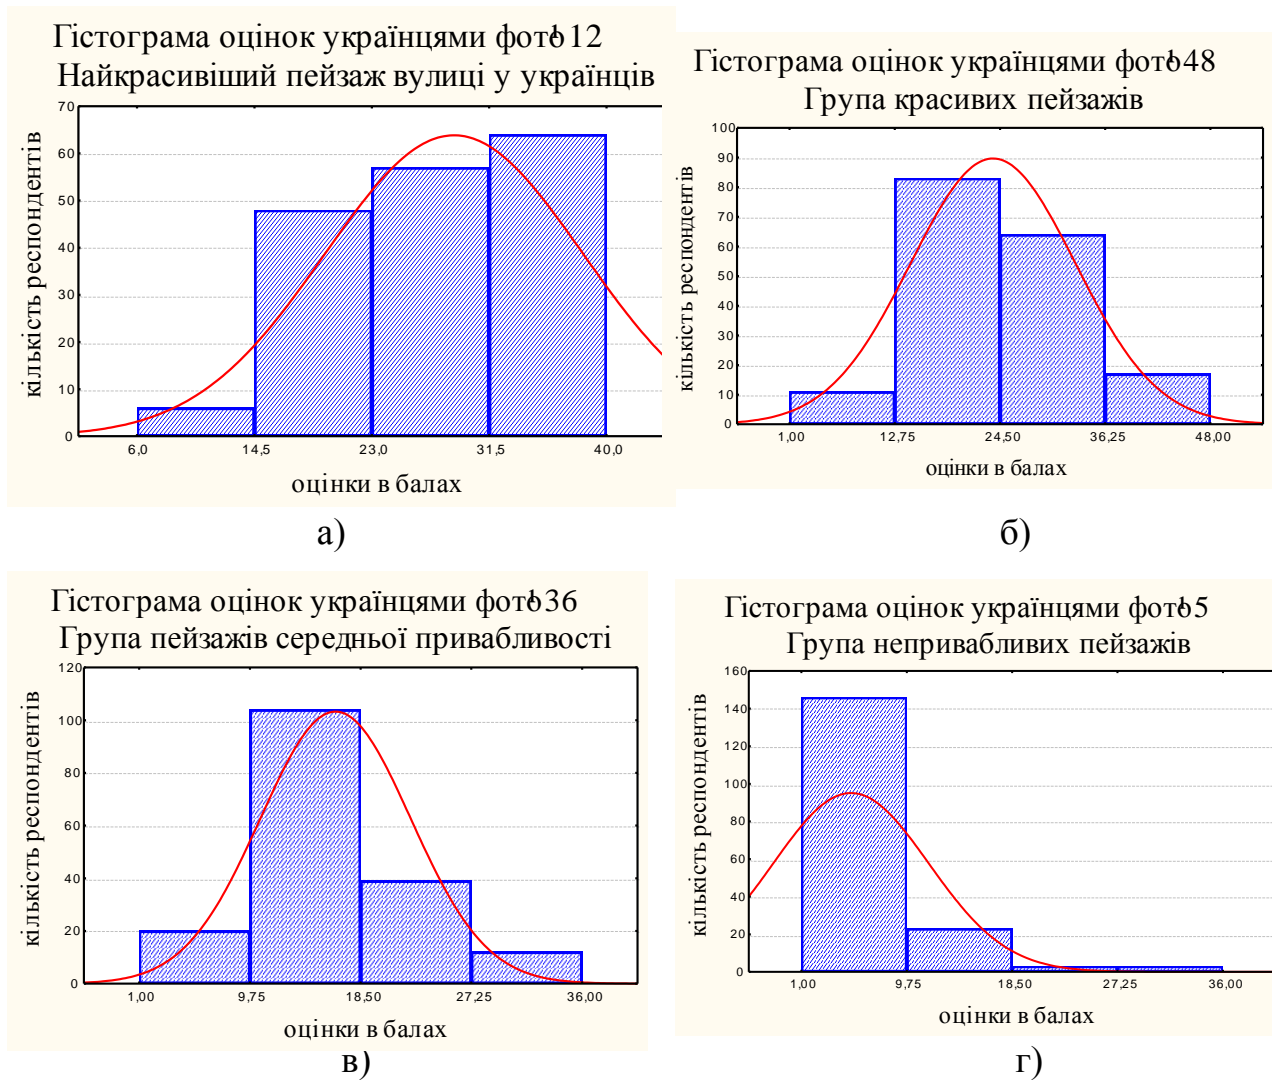 Гістограма оцінок українцями фото 12
Найкрасивіший пейзаж вулиці у українців
кількість респондентів
70
60
50
40
30
20
10
0
6,0 14,5 23,0 31,5 40,0
оцінки в балах
а)
Гістограма оцінок українцями фото 48
Група красивих пейзажів
кількість респондентів
100
90
80
70
60
50
40
30
20
10
0
1,00 12,75 24,50 36,25 48,00
оцінки в балах
б)
Гістограма оцінок українцями фото 36
Група пейзажів середньої привабливості
кількість респондентів
120
100
80
60
40
20
0
1,00 9,75 18,50 27,25 36,00
оцінки в балах
в)
Гістограма оцінок українцями фото 5
Група непривабливих пейзажів
кількість респондентів
160
140
120
100
80
60
40
20
0
1,00 9,75 18,50 27,25 36,00
оцінки в балах
г)